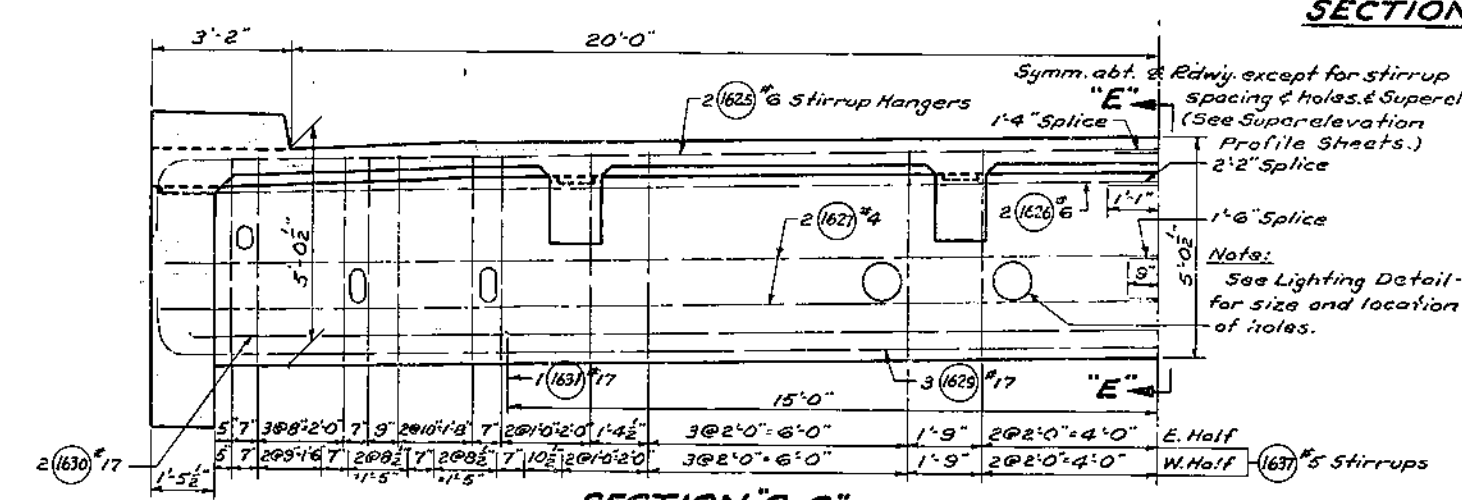 SECTION
3'-2"
20'-0"
Symm. abt. ℄ Rdwy. except for stirrup
spacing & holes. & Superel
(See Superelevation
Profile Sheets.)
2 1625 #6 Stirrup Hangers
"E"
1'-4" Splice
2'-2" Splice
2 1627 #4
2 1626 #6
1'-1"
1'-6" Splice
5'-0½"
5'-0½"
9"
Note:
See Lighting Detail-
for size and location
of holes.
1 1631 #17
3 1629 #17
"E"
15'-0"
5" 7" 3@8"=2'-0 7" 9" 2@10"=1'-8" 7" 2@1'-0"=2'-0" 1'-4½" 3@2'-0"=6'-0" 1'-9" 2@2'-0"=4'-0" E. Half
5" 7" 2@9"=1'-6 7" 2@8½" 7" 2@8½" 7" 10½" 2@1'-0"=2'-0" 3@2'-0"=6'-0" 1'-9" 2@2'-0"=4'-0" W. Half 1637 #5 Stirrups
=1'-5" =1'-5"
2 1630 #17
1'-5½"